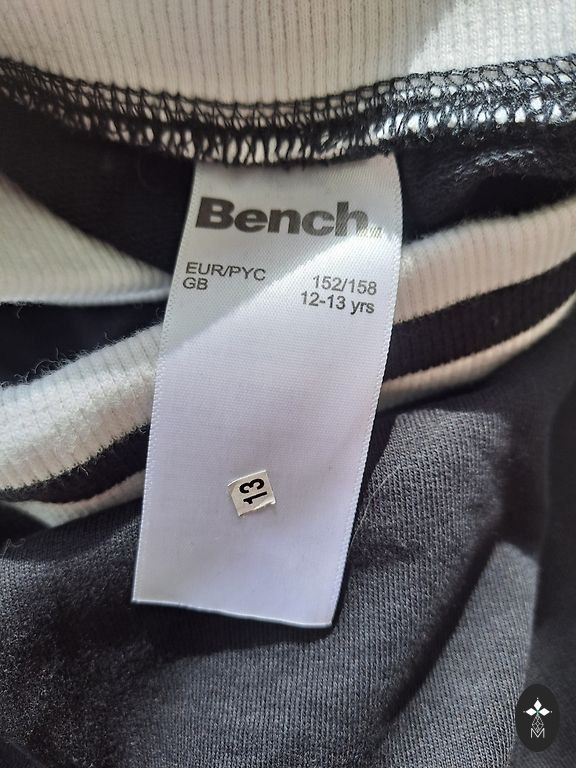 Bench.
EUR/PYC 152/158
GB 12-13 yrs
13